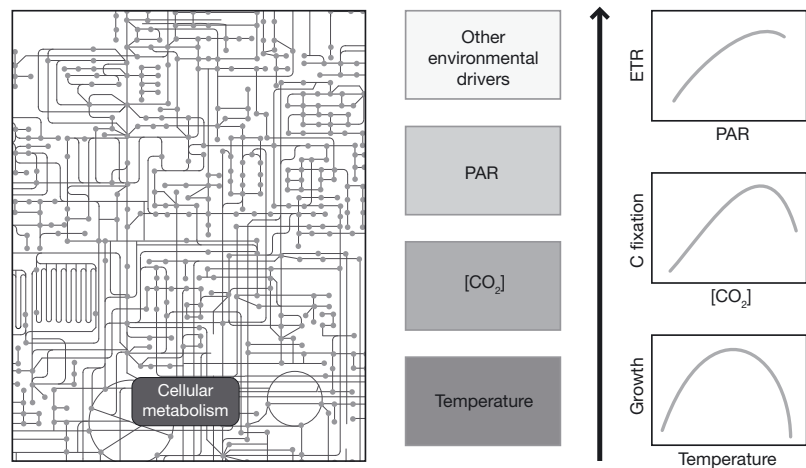 Cellular
metabolism
Other
environmental
drivers
PAR
[CO₂]
Temperature
ETR
PAR
C fixation
[CO₂]
Growth
Temperature